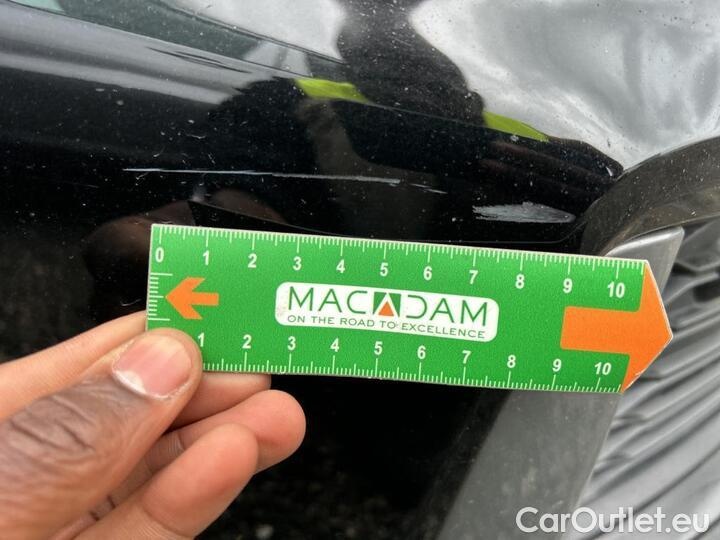 0 1 2 3 4 5 6 7 8 9 10
MACADAM
ON THE ROAD TO EXCELLENCE
1 2 3 4 5 6 7 8 9 10
CarOutlet.eu